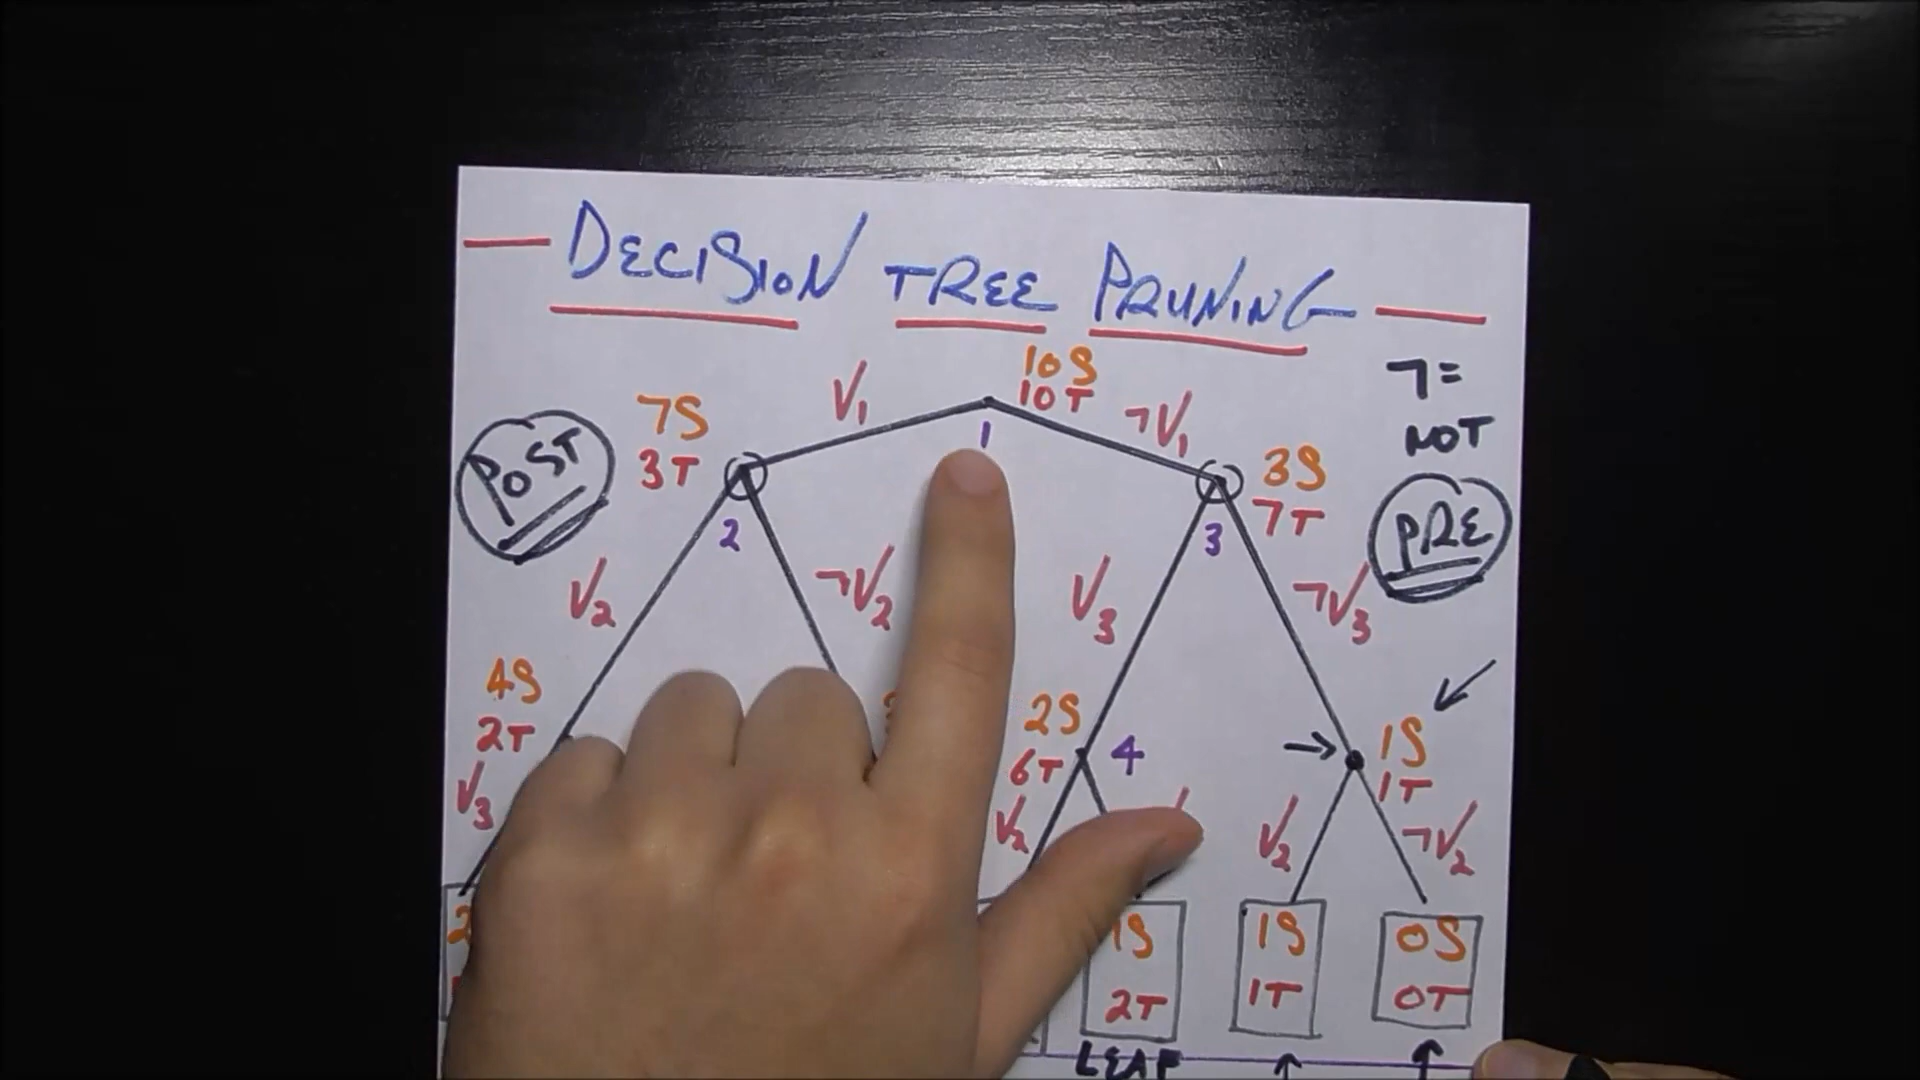 DECISION TREE PRUNING
10S
10T
V1
¬V1
¬=
NOT
7S
3T
POST
1
3S
7T
PRE
2
3
V2
¬V2
V3
¬V3
4S
2T
2S
6T
4
1S
1T
V3
V2
V2
¬V2
1S
2T
1S
1T
0S
0T
LEAF